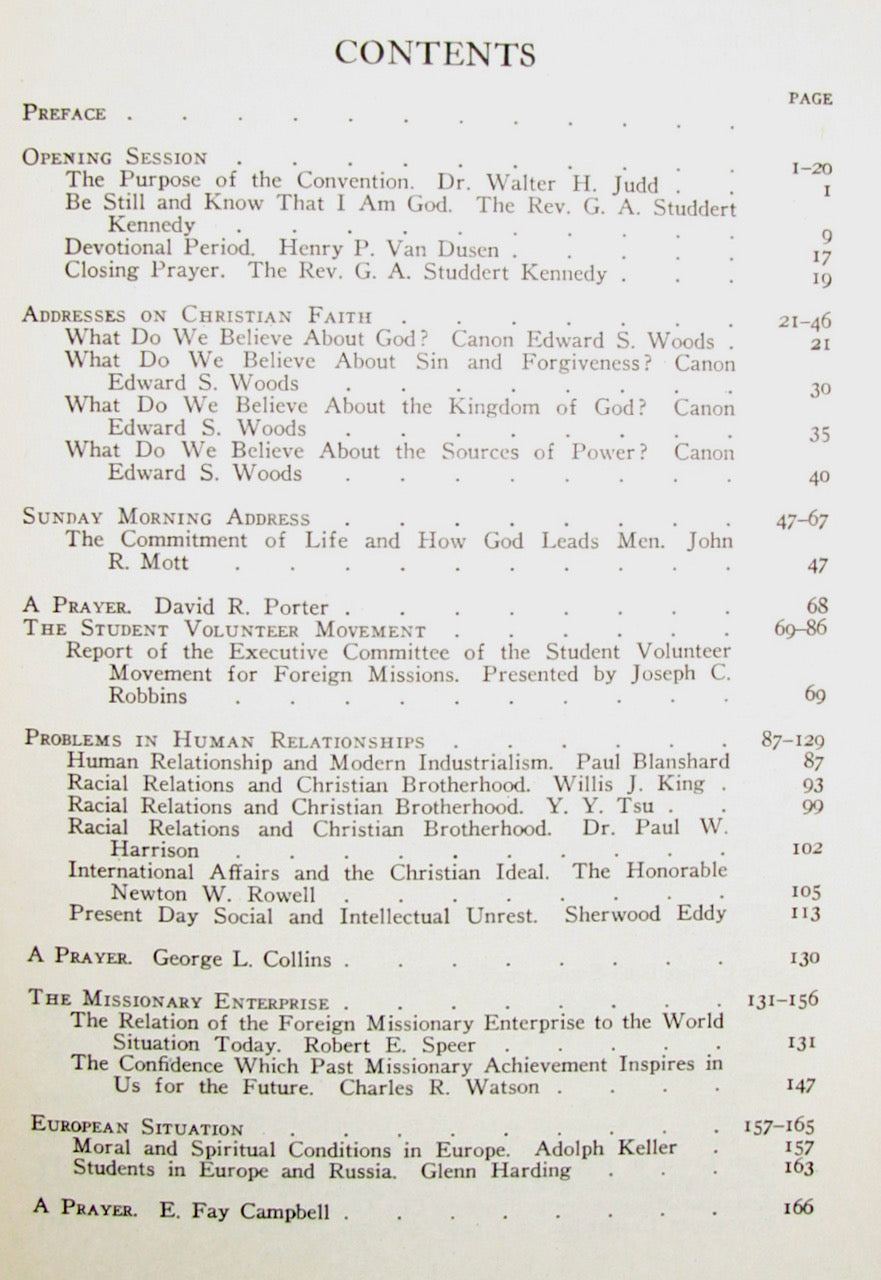 CONTENTS
PAGE
PREFACE . . . . . . . . . . . .
OPENING SESSION . . . . . . . . . . 1-20
The Purpose of the Convention. Dr. Walter H. Judd . . 1
Be Still and Know That I Am God. The Rev. G. A. Studdert
Kennedy . . . . . . . . . . 9
Devotional Period. Henry P. Van Dusen . . . . . 17
Closing Prayer. The Rev. G. A. Studdert Kennedy . . . 19
ADDRESSES ON CHRISTIAN FAITH . . . . . . . 21-46
What Do We Believe About God? Canon Edward S. Woods . 21
What Do We Believe About Sin and Forgiveness? Canon
Edward S. Woods . . . . . . . . 30
What Do We Believe About the Kingdom of God? Canon
Edward S. Woods . . . . . . . . 35
What Do We Believe About the Sources of Power? Canon
Edward S. Woods . . . . . . . . 40
SUNDAY MORNING ADDRESS . . . . . . . . 47-67
The Commitment of Life and How God Leads Men. John
R. Mott . . . . . . . . . . 47
A PRAYER. David R. Porter . . . . . . . . 68
THE STUDENT VOLUNTEER MOVEMENT . . . . . . 69-86
Report of the Executive Committee of the Student Volunteer
Movement for Foreign Missions. Presented by Joseph C.
Robbins . . . . . . . . . . 69
PROBLEMS IN HUMAN RELATIONSHIPS . . . . . . 87-129
Human Relationship and Modern Industrialism. Paul Blanshard 87
Racial Relations and Christian Brotherhood. Willis J. King . 93
Racial Relations and Christian Brotherhood. Y. Y. Tsu . . 99
Racial Relations and Christian Brotherhood. Dr. Paul W.
Harrison . . . . . . . . . . 102
International Affairs and the Christian Ideal. The Honorable
Newton W. Rowell . . . . . . . . 105
Present Day Social and Intellectual Unrest. Sherwood Eddy 113
A PRAYER. George L. Collins . . . . . . . . 130
THE MISSIONARY ENTERPRISE . . . . . . . . 131-156
The Relation of the Foreign Missionary Enterprise to the World
Situation Today. Robert E. Speer . . . . . 131
The Confidence Which Past Missionary Achievement Inspires in
Us for the Future. Charles R. Watson . . . . 147
EUROPEAN SITUATION . . . . . . . . . 157-165
Moral and Spiritual Conditions in Europe. Adolph Keller . 157
Students in Europe and Russia. Glenn Harding . . . 163
A PRAYER. E. Fay Campbell . . . . . . . . 166